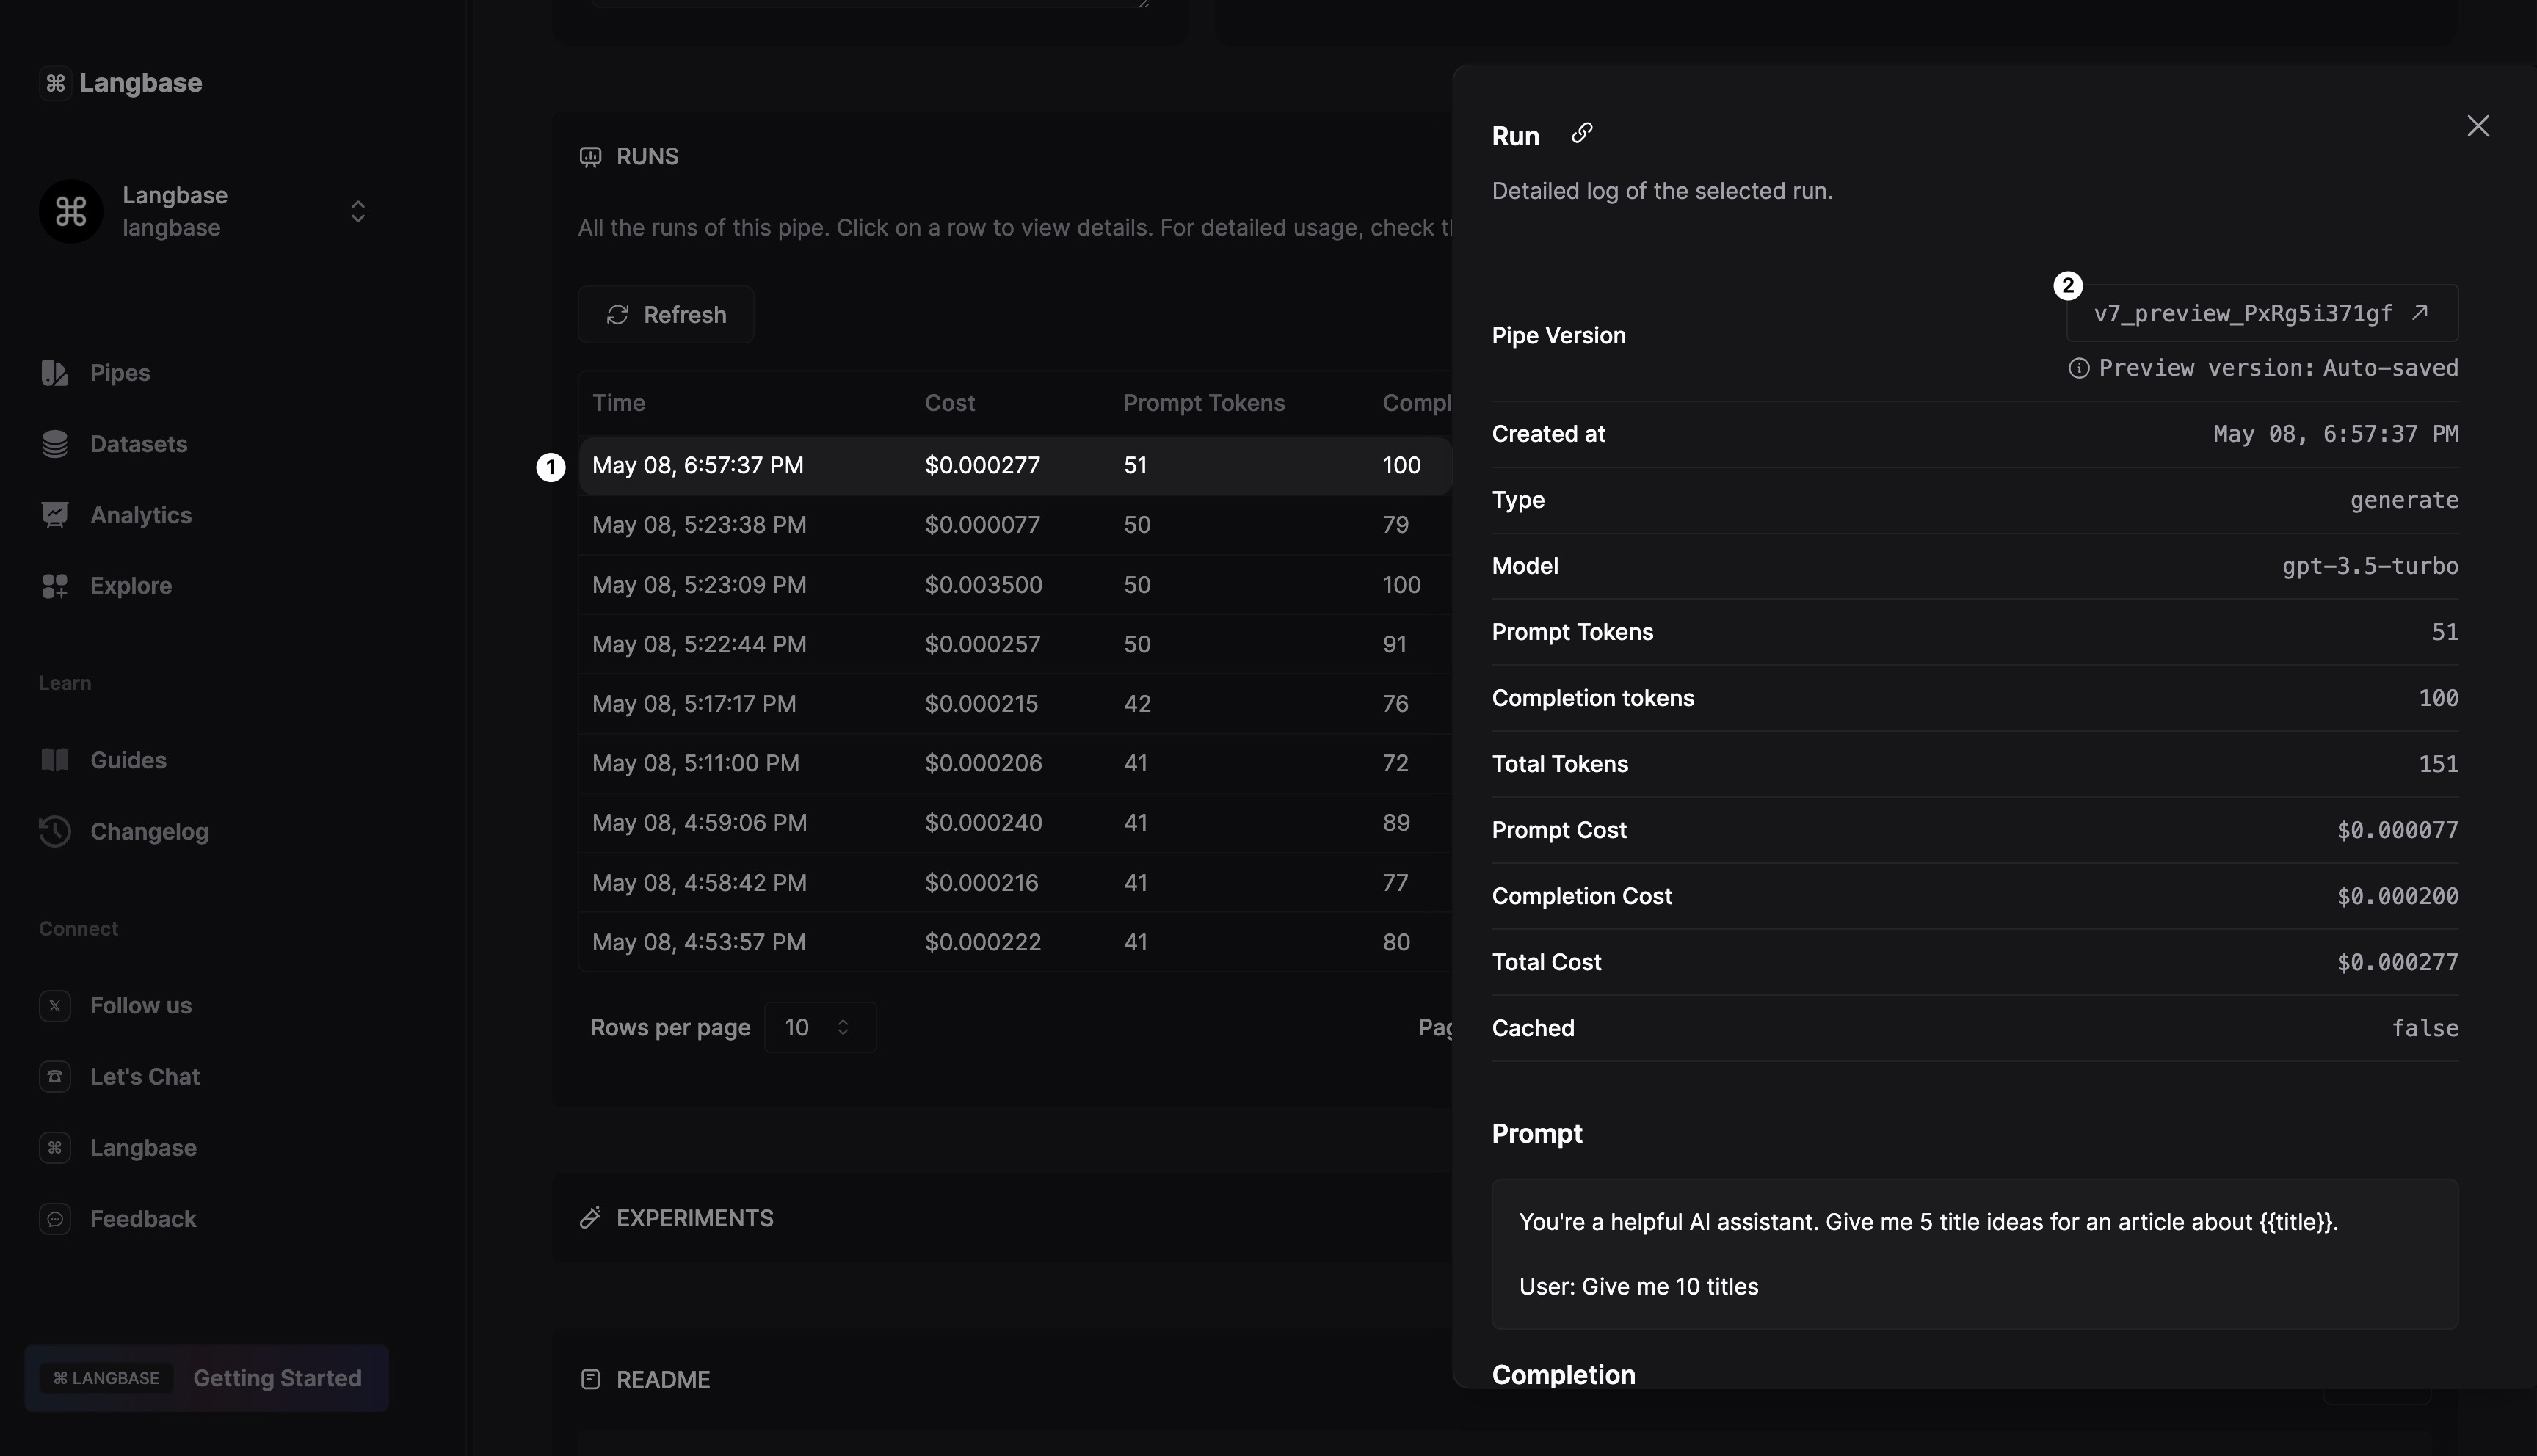 Langbase
Langbase
langbase
Pipes
Datasets
Analytics
Explore
Learn
Guides
Changelog
Connect
Follow us
Let's Chat
Langbase
Feedback
⌘ LANGBASE Getting Started
RUNS
All the runs of this pipe. Click on a row to view details. For detailed usage, check
Refresh
Time Cost Prompt Tokens Compl
1 May 08, 6:57:37 PM $0.000277 51 100
May 08, 5:23:38 PM $0.000077 50 79
May 08, 5:23:09 PM $0.003500 50 100
May 08, 5:22:44 PM $0.000257 50 91
May 08, 5:17:17 PM $0.000215 42 76
May 08, 5:11:00 PM $0.000206 41 72
May 08, 4:59:06 PM $0.000240 41 89
May 08, 4:58:42 PM $0.000216 41 77
May 08, 4:53:57 PM $0.000222 41 80
Rows per page 10 Pag
EXPERIMENTS
README
Run
Detailed log of the selected run.
2
Pipe Version v7_preview_PxRg5i371gf
Preview version: Auto-saved
Created at May 08, 6:57:37 PM
Type generate
Model gpt-3.5-turbo
Prompt Tokens 51
Completion tokens 100
Total Tokens 151
Prompt Cost $0.000077
Completion Cost $0.000200
Total Cost $0.000277
Cached false
Prompt
You're a helpful AI assistant. Give me 5 title ideas for an article about {{title}}.
User: Give me 10 titles
Completion